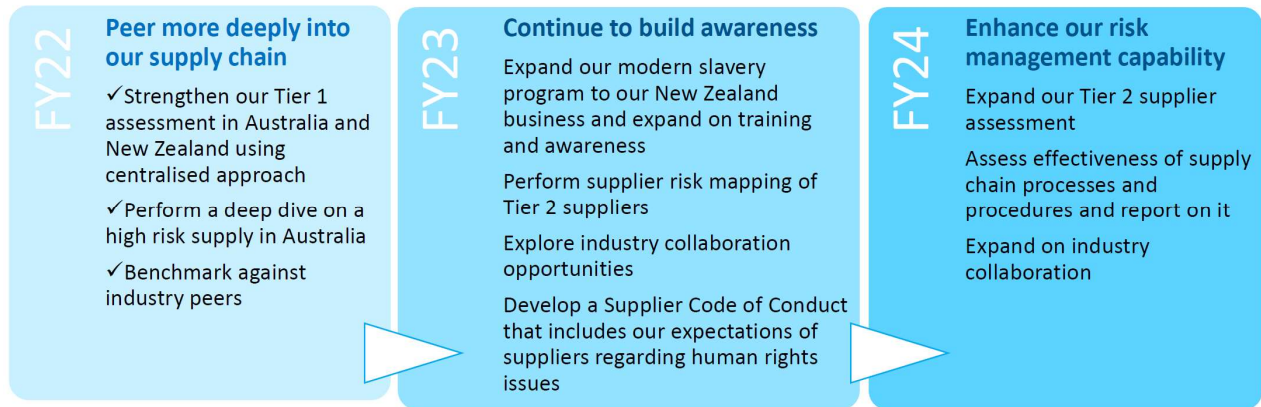 FY22
Peer more deeply into
our supply chain
✓Strengthen our Tier 1
assessment in Australia and
New Zealand using
centralised approach
✓Perform a deep dive on a
high risk supply in Australia
✓Benchmark against
industry peers
FY23
Continue to build awareness
Expand our modern slavery
program to our New Zealand
business and expand on training
and awareness
Perform supplier risk mapping of
Tier 2 suppliers
Explore industry collaboration
opportunities
Develop a Supplier Code of Conduct
that includes our expectations of
suppliers regarding human rights
issues
FY24
Enhance our risk
management capability
Expand our Tier 2 supplier
assessment
Assess effectiveness of supply
chain processes and
procedures and report on it
Expand on industry
collaboration